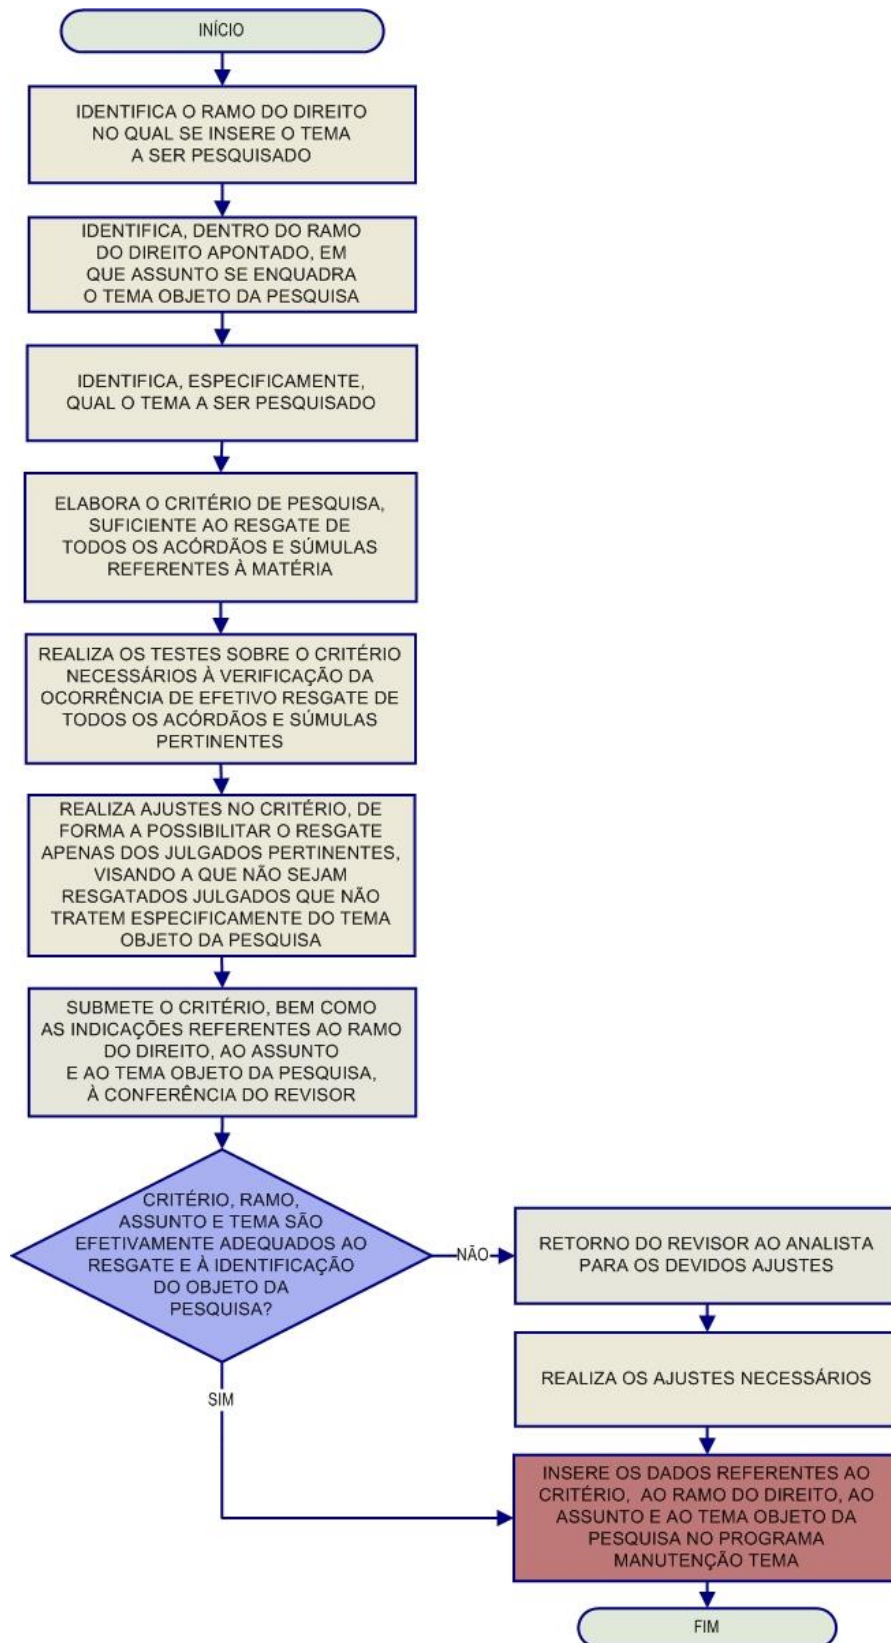 INÍCIO
IDENTIFICA O RAMO DO DIREITO
NO QUAL SE INSERE O TEMA
A SER PESQUISADO
IDENTIFICA, DENTRO DO RAMO
DO DIREITO APONTADO, EM
QUE ASSUNTO SE ENQUADRA
O TEMA OBJETO DA PESQUISA
IDENTIFICA, ESPECIFICAMENTE,
QUAL O TEMA A SER PESQUISADO
ELABORA O CRITÉRIO DE PESQUISA,
SUFICIENTE AO RESGATE DE
TODOS OS ACÓRDÃOS E SÚMULAS
REFERENTES À MATÉRIA
REALIZA OS TESTES SOBRE O CRITÉRIO
NECESSÁRIOS À VERIFICAÇÃO DA
OCORRÊNCIA DE EFETIVO RESGATE DE
TODOS OS ACÓRDÃOS E SÚMULAS
PERTINENTES
REALIZA AJUSTES NO CRITÉRIO, DE
FORMA A POSSIBILITAR O RESGATE
APENAS DOS JULGADOS PERTINENTES,
VISANDO A QUE NÃO SEJAM
RESGATADOS JULGADOS QUE NÃO
TRATEM ESPECIFICAMENTE DO TEMA
OBJETO DA PESQUISA
SUBMETE O CRITÉRIO, BEM COMO
AS INDICAÇÕES REFERENTES AO RAMO
DO DIREITO, AO ASSUNTO
E AO TEMA OBJETO DA PESQUISA,
À CONFERÊNCIA DO REVISOR
CRITÉRIO, RAMO,
ASSUNTO E TEMA SÃO
EFETIVAMENTE ADEQUADOS AO
RESGATE E À IDENTIFICAÇÃO
DO OBJETO DA
PESQUISA?
NÃO
RETORNO DO REVISOR AO ANALISTA
PARA OS DEVIDOS AJUSTES
REALIZA OS AJUSTES NECESSÁRIOS
SIM
INSERE OS DADOS REFERENTES AO
CRITÉRIO, AO RAMO DO DIREITO, AO
ASSUNTO E AO TEMA OBJETO DA
PESQUISA NO PROGRAMA
MANUTENÇÃO TEMA
FIM